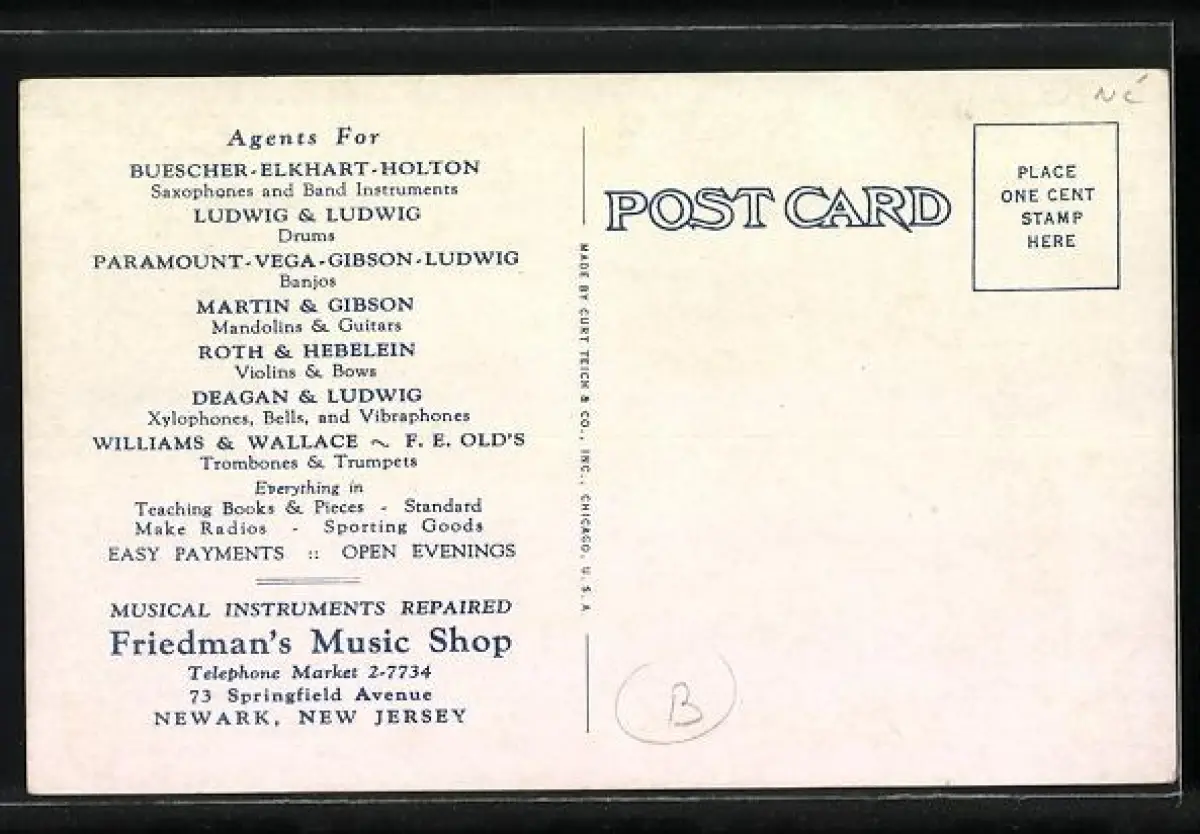 Agents For
BUESCHER-ELKHART-HOLTON
Saxophones and Band Instruments
LUDWIG & LUDWIG
Drums
PARAMOUNT-VEGA-GIBSON-LUDWIG
Banjos
MARTIN & GIBSON
Mandolins & Guitars
ROTH & HEBELEIN
Violins & Bows
DEAGAN & LUDWIG
Xylophones, Bells, and Vibraphones
WILLIAMS & WALLACE ~ F. E. OLD'S
Trombones & Trumpets
Everything in
Teaching Books & Pieces - Standard
Make Radios - Sporting Goods
EASY PAYMENTS :: OPEN EVENINGS
MUSICAL INSTRUMENTS REPAIRED
Friedman's Music Shop
Telephone Market 2-7734
73 Springfield Avenue
NEWARK, NEW JERSEY
MADE BY CURT TEICH & CO., INC., CHICAGO, U. S. A.
POST CARD
PLACE
ONE CENT
STAMP
HERE
B